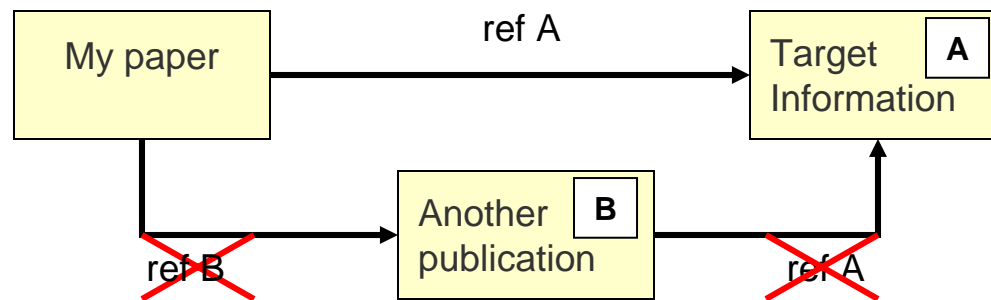 ref A
My paper
Target
Information
A
Another
publication
B
ref B
ref A